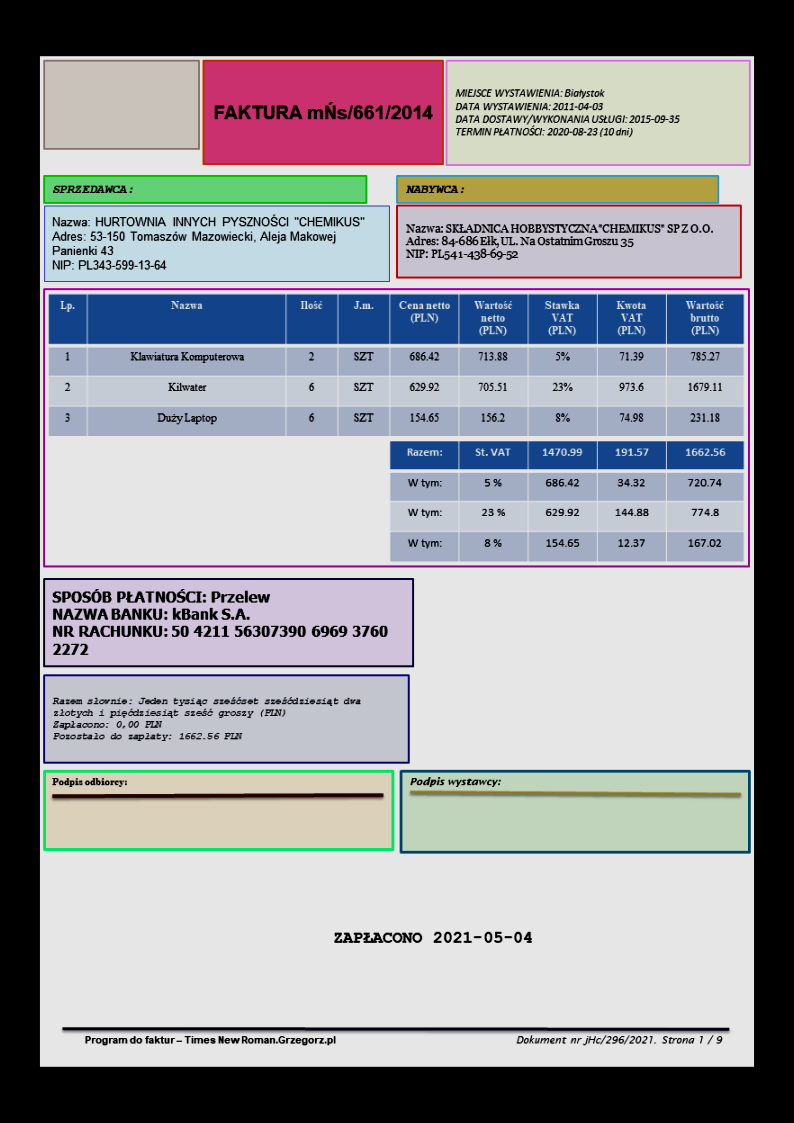 FAKTURA mŃs/661/2014
MIEJSCE WYSTAWIENIA: Białystok
DATA WYSTAWIENIA: 2011-04-03
DATA DOSTAWY/WYKONANIA USŁUGI: 2015-09-35
TERMIN PŁATNOŚCI: 2020-08-23 (10 dni)
SPRZEDAWCA:
Nazwa: HURTOWNIA INNYCH PYSZNOŚCI "CHEMIKUS"
Adres: 53-150 Tomaszów Mazowiecki, Aleja Makowej
Panienki 43
NIP: PL343-599-13-64
NABYWCA:
Nazwa: SKŁADNICA HOBBYSTYCZNA"CHEMIKUS" SP Z O.O.
Adres: 84-686 Ełk, UL. Na Ostatnim Groszu 35
NIP: PL541-438-69-52
Lp. Nazwa Ilość J.m. Cena netto (PLN) Wartość netto (PLN) Stawka VAT (PLN) Kwota VAT (PLN) Wartość brutto (PLN)
1 Klawiatura Komputerowa 2 SZT 686.42 713.88 5% 71.39 785.27
2 Kilwater 6 SZT 629.92 705.51 23% 973.6 1679.11
3 Duży Laptop 6 SZT 154.65 156.2 8% 74.98 231.18
Razem: St. VAT 1470.99 191.57 1662.56
W tym: 5 % 686.42 34.32 720.74
W tym: 23 % 629.92 144.88 774.8
W tym: 8 % 154.65 12.37 167.02
SPOSÓB PŁATNOŚCI: Przelew
NAZWA BANKU: kBank S.A.
NR RACHUNKU: 50 4211 56307390 6969 3760
2272
Razem słownie: Jeden tysiąc sześćset sześćdziesiąt dwa
złotych i pięćdziesiąt sześć groszy (PLN)
Zapłacono: 0,00 PLN
Pozostało do zapłaty: 1662.56 PLN
Podpis odbiorcy:
Podpis wystawcy:
ZAPŁACONO 2021-05-04
Program do faktur – Times New Roman.Grzegorz.pl
Dokument nr jHc/296/2021. Strona 1 / 9